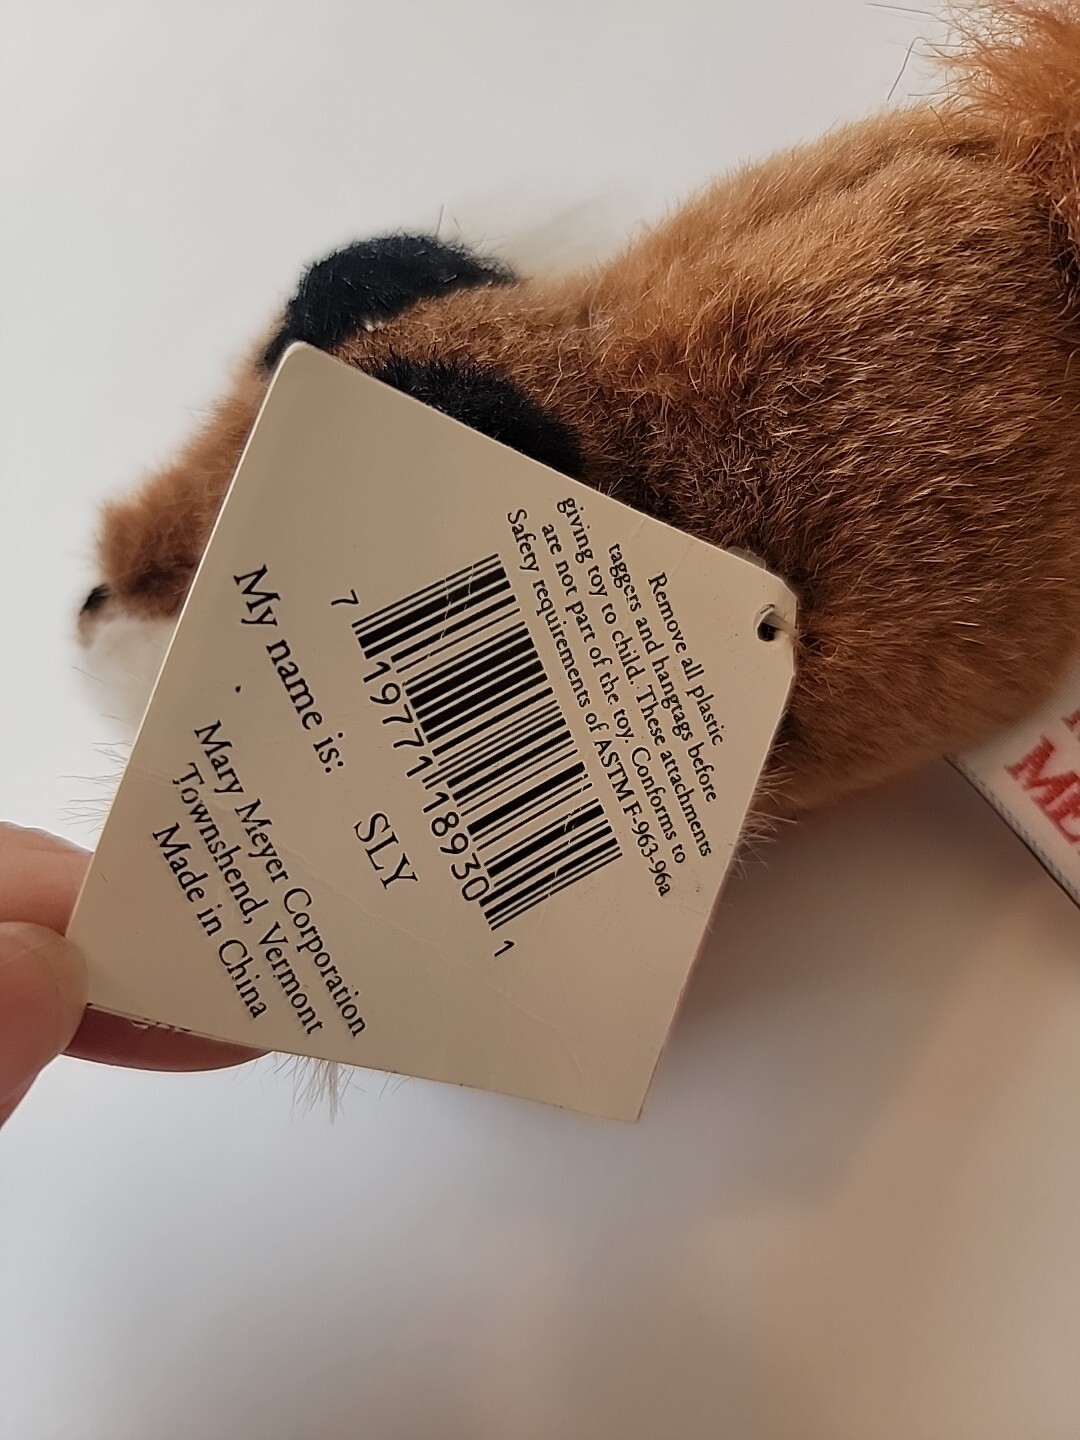 Remove all plastic
taggers and hangtags before
giving toy to child. These attachments
are not part of the toy. Conforms to
Safety requirements of ASTM F-963-96a
7 19771 18930 1
My name is: SLY
Mary Meyer Corporation
Townshend, Vermont
Made in China